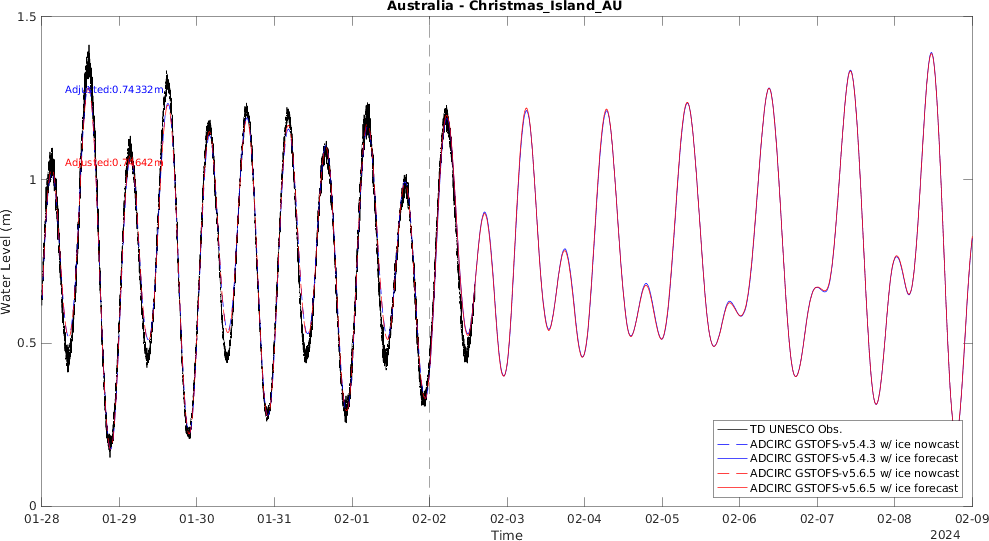 Australia - Christmas_Island_AU
1.5
Adjusted:0.74332m
Adjusted:0.74642m
1
Water Level (m)
0.5
TD UNESCO Obs.
ADCIRC GSTOFS-v5.4.3 w/ ice nowcast
ADCIRC GSTOFS-v5.4.3 w/ ice forecast
ADCIRC GSTOFS-v5.6.5 w/ ice nowcast
ADCIRC GSTOFS-v5.6.5 w/ ice forecast
0
01-28 01-29 01-30 01-31 02-01 02-02 02-03 02-04 02-05 02-06 02-07 02-08 02-09
Time 2024